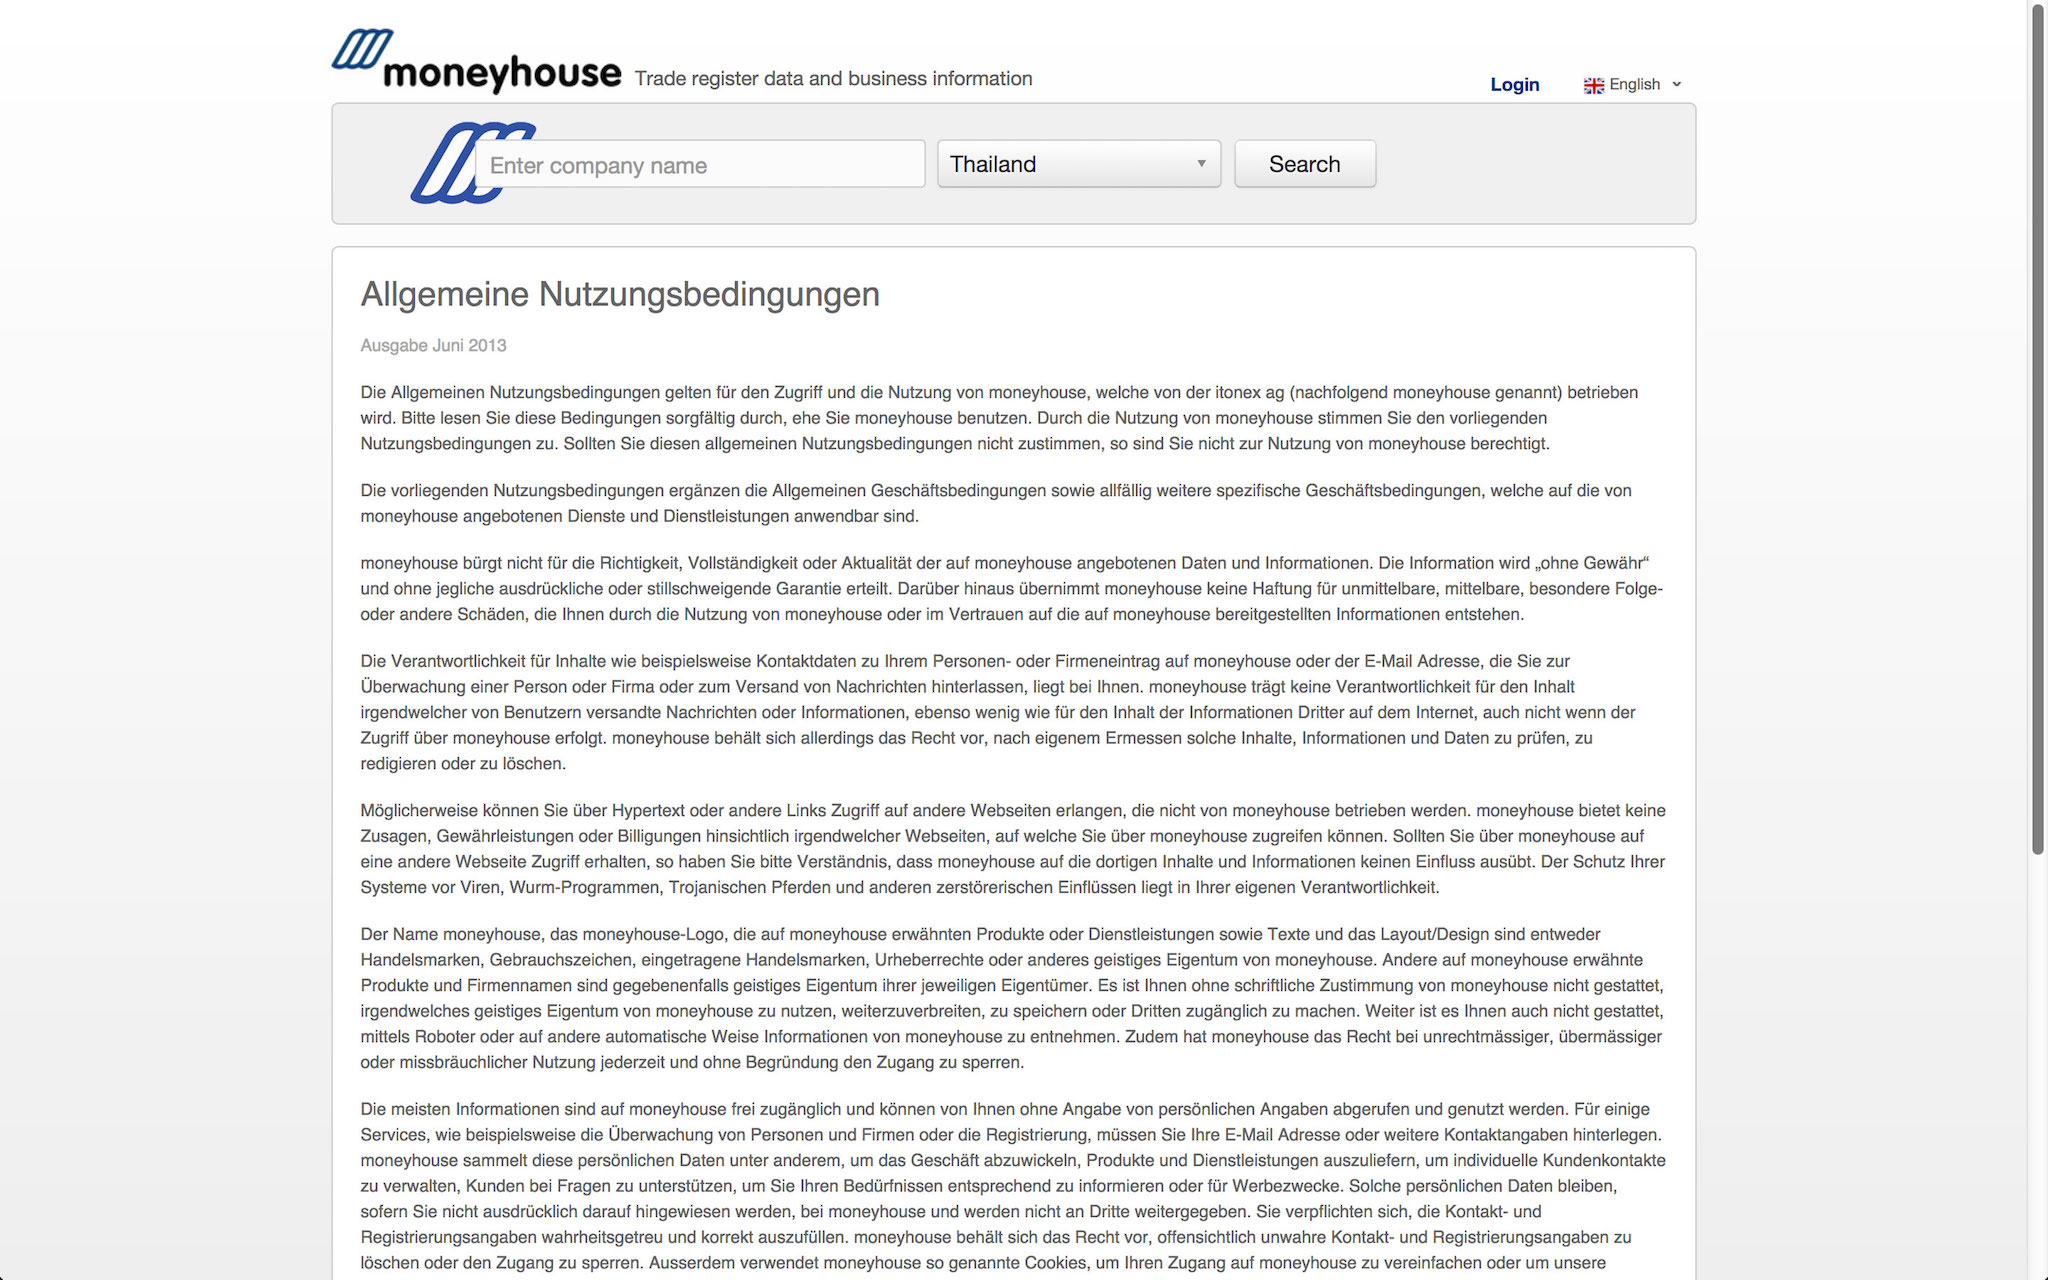 moneyhouse Trade register data and business information
Login English
Enter company name Thailand Search
Allgemeine Nutzungsbedingungen
Ausgabe Juni 2013
Die Allgemeinen Nutzungsbedingungen gelten für den Zugriff und die Nutzung von moneyhouse, welche von der itonex ag (nachfolgend moneyhouse genannt) betrieben
wird. Bitte lesen Sie diese Bedingungen sorgfältig durch, ehe Sie moneyhouse benutzen. Durch die Nutzung von moneyhouse stimmen Sie den vorliegenden
Nutzungsbedingungen zu. Sollten Sie diesen allgemeinen Nutzungsbedingungen nicht zustimmen, so sind Sie nicht zur Nutzung von moneyhouse berechtigt.
Die vorliegenden Nutzungsbedingungen ergänzen die Allgemeinen Geschäftsbedingungen sowie allfällig weitere spezifische Geschäftsbedingungen, welche auf die von
moneyhouse angebotenen Dienste und Dienstleistungen anwendbar sind.
moneyhouse bürgt nicht für die Richtigkeit, Vollständigkeit oder Aktualität der auf moneyhouse angebotenen Daten und Informationen. Die Information wird „ohne Gewähr“
und ohne jegliche ausdrückliche oder stillschweigende Garantie erteilt. Darüber hinaus übernimmt moneyhouse keine Haftung für unmittelbare, mittelbare, besondere Folge-
oder andere Schäden, die Ihnen durch die Nutzung von moneyhouse oder im Vertrauen auf die auf moneyhouse bereitgestellten Informationen entstehen.
Die Verantwortlichkeit für Inhalte wie beispielsweise Kontaktdaten zu Ihrem Personen- oder Firmeneintrag auf moneyhouse oder der E-Mail Adresse, die Sie zur
Überwachung einer Person oder Firma oder zum Versand von Nachrichten hinterlassen, liegt bei Ihnen. moneyhouse trägt keine Verantwortlichkeit für den Inhalt
irgendwelcher von Benutzern versandte Nachrichten oder Informationen, ebenso wenig wie für den Inhalt der Informationen Dritter auf dem Internet, auch nicht wenn der
Zugriff über moneyhouse erfolgt. moneyhouse behält sich allerdings das Recht vor, nach eigenem Ermessen solche Inhalte, Informationen und Daten zu prüfen, zu
redigieren oder zu löschen.
Möglicherweise können Sie über Hypertext oder andere Links Zugriff auf andere Webseiten erlangen, die nicht von moneyhouse betrieben werden. moneyhouse bietet keine
Zusagen, Gewährleistungen oder Billigungen hinsichtlich irgendwelcher Webseiten, auf welche Sie über moneyhouse zugreifen können. Sollten Sie über moneyhouse auf
eine andere Webseite Zugriff erhalten, so haben Sie bitte Verständnis, dass moneyhouse auf die dortigen Inhalte und Informationen keinen Einfluss ausübt. Der Schutz Ihrer
Systeme vor Viren, Wurm-Programmen, Trojanischen Pferden und anderen zerstörerischen Einflüssen liegt in Ihrer eigenen Verantwortlichkeit.
Der Name moneyhouse, das moneyhouse-Logo, die auf moneyhouse erwähnten Produkte oder Dienstleistungen sowie Texte und das Layout/Design sind entweder
Handelsmarken, Gebrauchszeichen, eingetragene Handelsmarken, Urheberrechte oder anderes geistiges Eigentum von moneyhouse. Andere auf moneyhouse erwähnte
Produkte und Firmennamen sind gegebenenfalls geistiges Eigentum ihrer jeweiligen Eigentümer. Es ist Ihnen ohne schriftliche Zustimmung von moneyhouse nicht gestattet,
irgendwelches geistiges Eigentum von moneyhouse zu nutzen, weiterzuverbreiten, zu speichern oder Dritten zugänglich zu machen. Weiter ist es Ihnen auch nicht gestattet,
mittels Roboter oder auf andere automatische Weise Informationen von moneyhouse zu entnehmen. Zudem hat moneyhouse das Recht bei unrechtmässiger, übermässiger
oder missbräuchlicher Nutzung jederzeit und ohne Begründung den Zugang zu sperren.
Die meisten Informationen sind auf moneyhouse frei zugänglich und können von Ihnen ohne Angabe von persönlichen Angaben abgerufen und genutzt werden. Für einige
Services, wie beispielsweise die Überwachung von Personen und Firmen oder die Registrierung, müssen Sie Ihre E-Mail Adresse oder weitere Kontaktangaben hinterlegen.
moneyhouse sammelt diese persönlichen Daten unter anderem, um das Geschäft abzuwickeln, Produkte und Dienstleistungen auszuliefern, um individuelle Kundenkontakte
zu verwalten, Kunden bei Fragen zu unterstützen, um Sie Ihren Bedürfnissen entsprechend zu informieren oder für Werbezwecke. Solche persönlichen Daten bleiben,
sofern Sie nicht ausdrücklich darauf hingewiesen werden, bei moneyhouse und werden nicht an Dritte weitergegeben. Sie verpflichten sich, die Kontakt- und
Registrierungsangaben wahrheitsgetreu und korrekt auszufüllen. moneyhouse behält sich das Recht vor, offensichtlich unwahre Kontakt- und Registrierungsangaben zu
löschen oder den Zugang zu sperren. Ausserdem verwendet moneyhouse so genannte Cookies, um Ihren Zugang auf moneyhouse zu vereinfachen oder um unsere